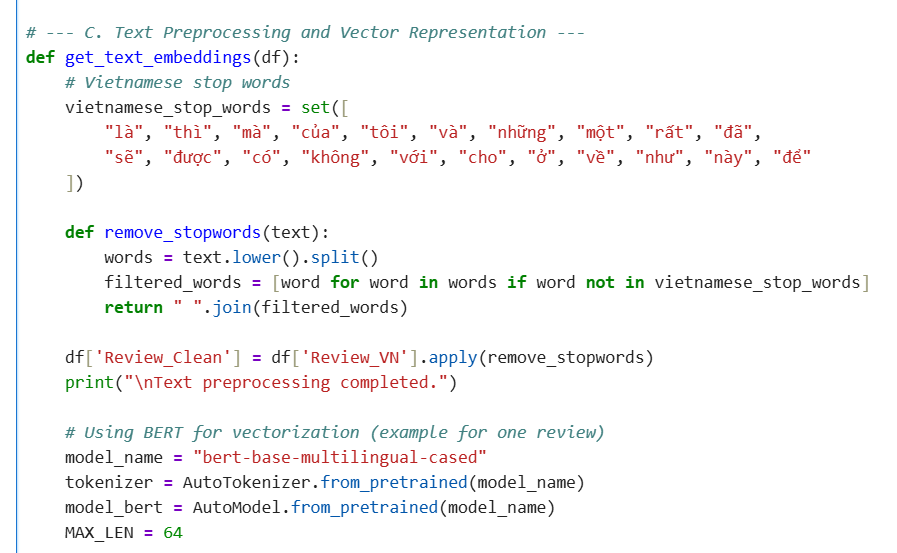 # --- C. Text Preprocessing and Vector Representation ---
def get_text_embeddings(df):
    # Vietnamese stop words
    vietnamese_stop_words = set([
        "là", "thì", "mà", "của", "tôi", "và", "những", "một", "rất", "đã",
        "sẽ", "được", "có", "không", "với", "cho", "ở", "về", "như", "này", "để"
    ])

    def remove_stopwords(text):
        words = text.lower().split()
        filtered_words = [word for word in words if word not in vietnamese_stop_words]
        return " ".join(filtered_words)

    df['Review_Clean'] = df['Review_VN'].apply(remove_stopwords)
    print("\nText preprocessing completed.")

    # Using BERT for vectorization (example for one review)
    model_name = "bert-base-multilingual-cased"
    tokenizer = AutoTokenizer.from_pretrained(model_name)
    model_bert = AutoModel.from_pretrained(model_name)
    MAX_LEN = 64